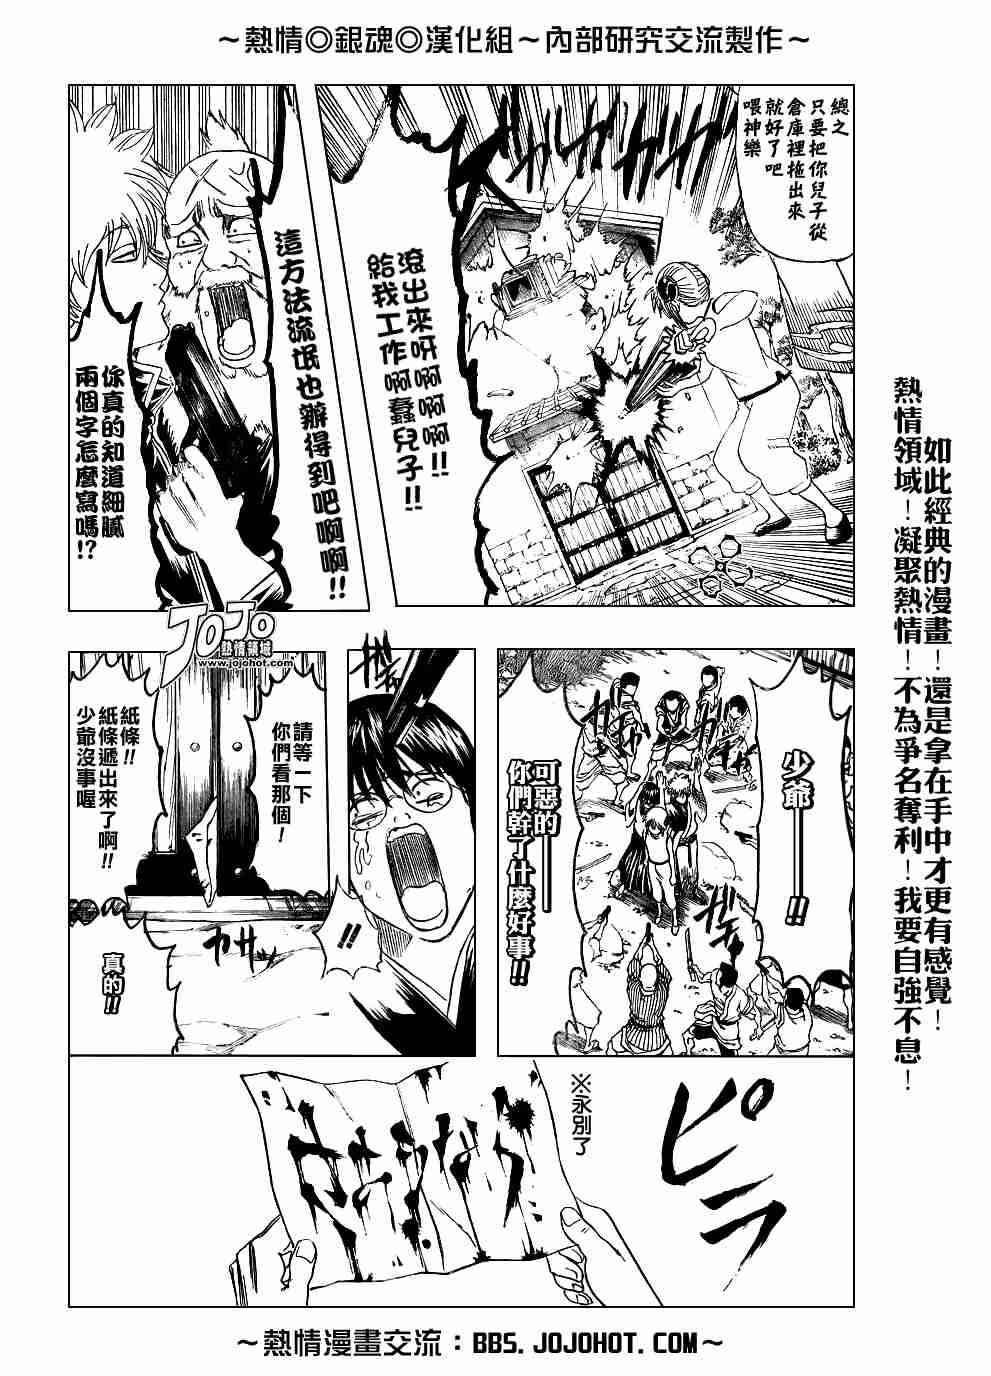 ～熱情◎銀魂◎漢化組～內部研究交流製作～
總之
只要把你兒子從
倉庫裡拖出來
就好了吧
喂神樂
滾出來呀啊啊啊啊!!
給我工作啊蠢兒子!!
這方法流氓也辦得到吧啊啊!!
你真的知道細膩
兩個字怎麼寫嗎!?
如此經典的漫畫！還是拿在手中才更有感覺！
熱情領域！凝聚熱情！不為爭名奪利！我要自強不息！
JoJo
熱情領域
www.jojohot.com
少爺——!!
可惡的——
你們幹了什麼好事!!
!!
請等一下
你們看那個!
紙條!!
紙條遞出來了啊!!
少爺沒事喔
真的!!
ピラ
※永別了
さようなら
～熱情漫畫交流：BBS.JOJOHOT.COM～